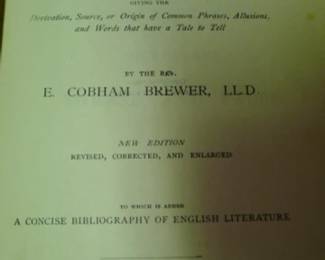 GIVING THE
Derivation, Source, or Origin of Common Phrases, Allusions,
and Words that have a Tale to Tell
BY THE REV.
E. COBHAM BREWER, LL.D.
NEW EDITION
REVISED, CORRECTED, AND ENLARGED
TO WHICH IS ADDED
A CONCISE BIBLIOGRAPHY OF ENGLISH LITERATURE